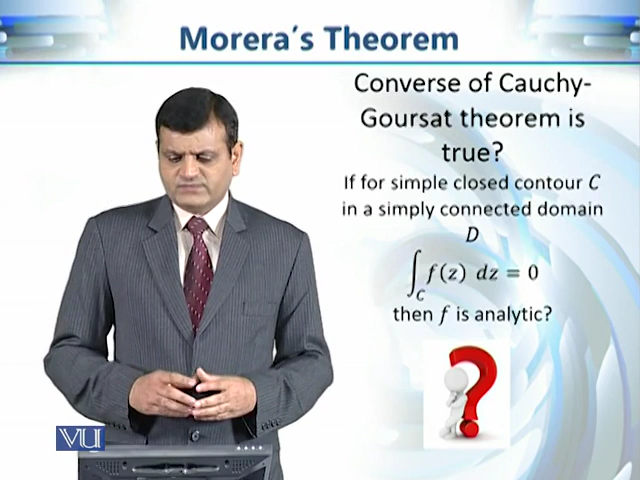 Morera's Theorem
Converse of Cauchy-
Goursat theorem is
true?
If for simple closed contour C
in a simply connected domain
D
∫_C f(z) dz = 0
then f is analytic?
VU